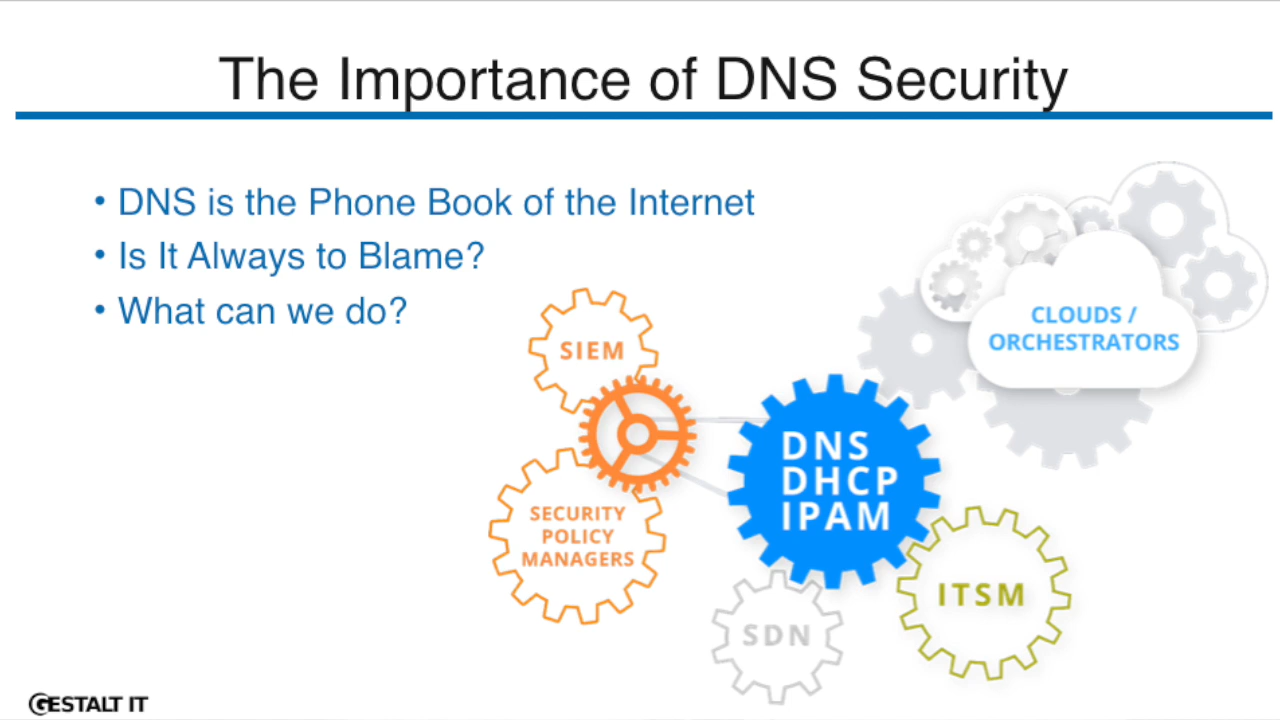 The Importance of DNS Security
• DNS is the Phone Book of the Internet
• Is It Always to Blame?
• What can we do?
SIEM
SECURITY
POLICY
MANAGERS
DNS
DHCP
IPAM
CLOUDS /
ORCHESTRATORS
SDN
ITSM
GESTALT IT